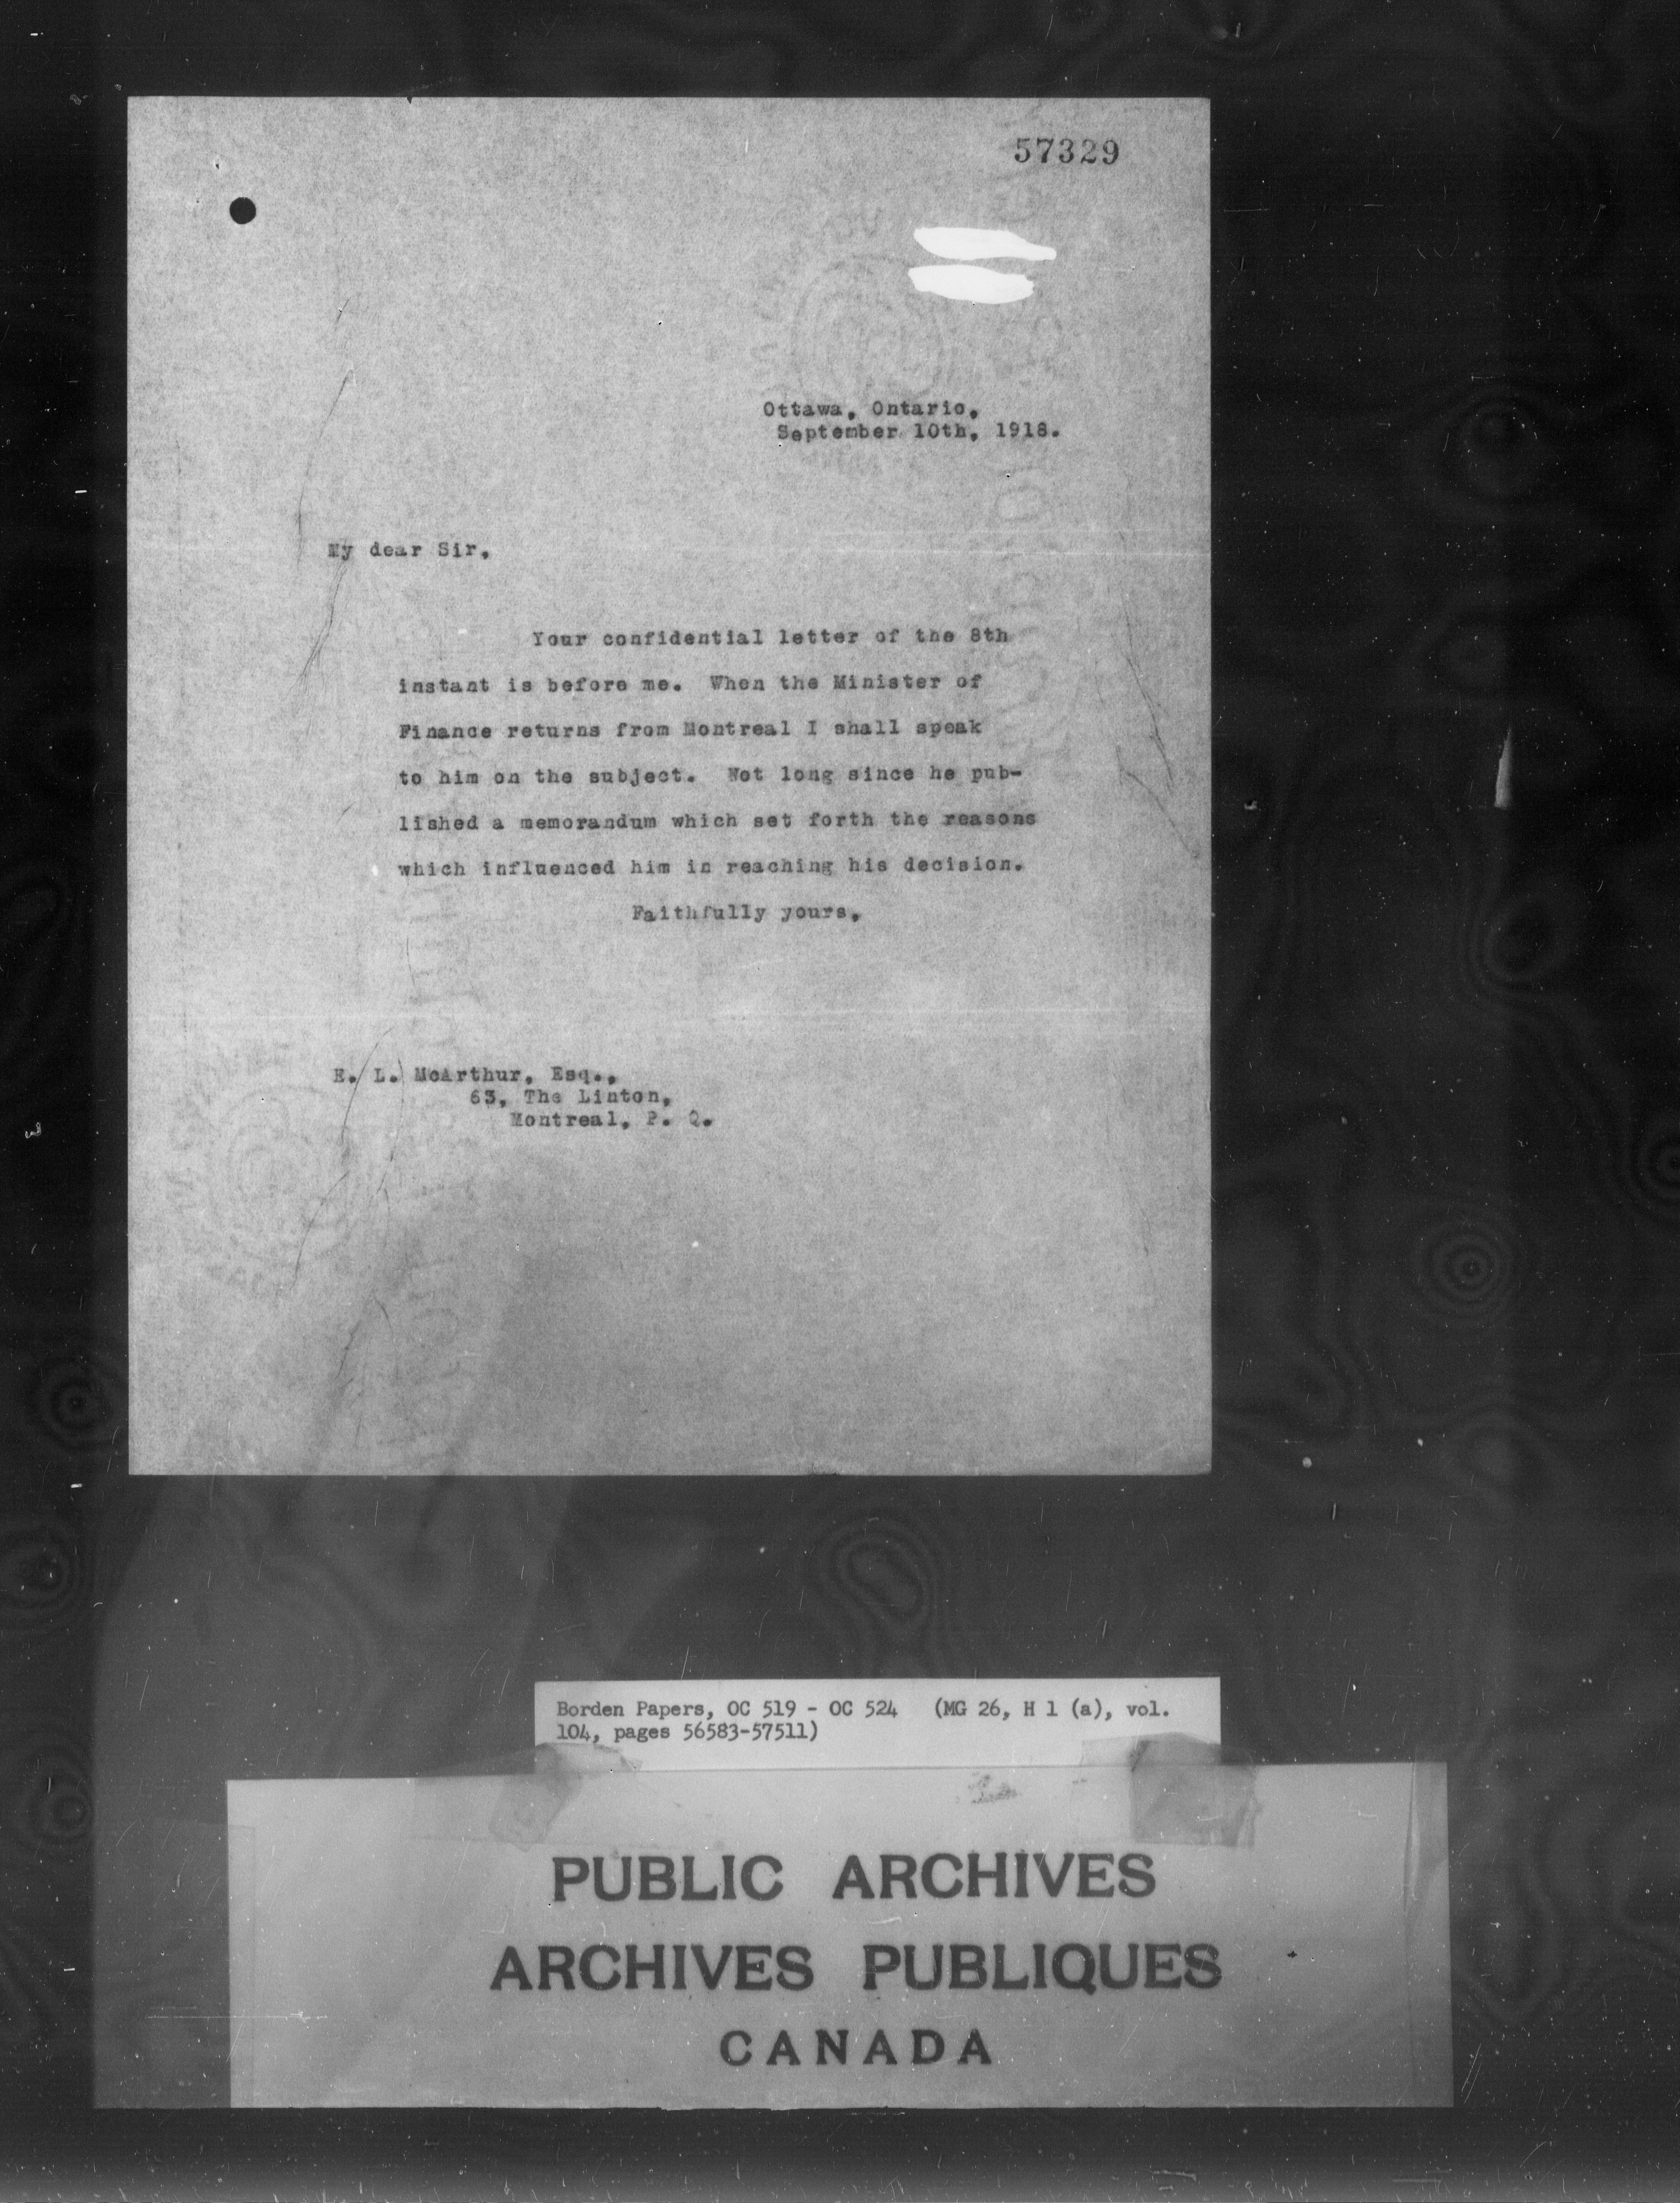 57329
Ottawa, Ontario,
September 10th, 1918.
My dear Sir,
Your confidential letter of the 8th
instant is before me. When the Minister of
Finance returns from Montreal I shall speak
to him on the subject. Not long since he pub-
lished a memorandum which set forth the reasons
which influenced him in reaching his decision.
Faithfully yours,
E. L. McArthur, Esq.,
63, The Linton,
Montreal, P. Q.
Borden Papers, OC 519 - OC 524 (MG 26, H 1 (a), vol.
104, pages 56583-57511)
PUBLIC ARCHIVES
ARCHIVES PUBLIQUES
CANADA